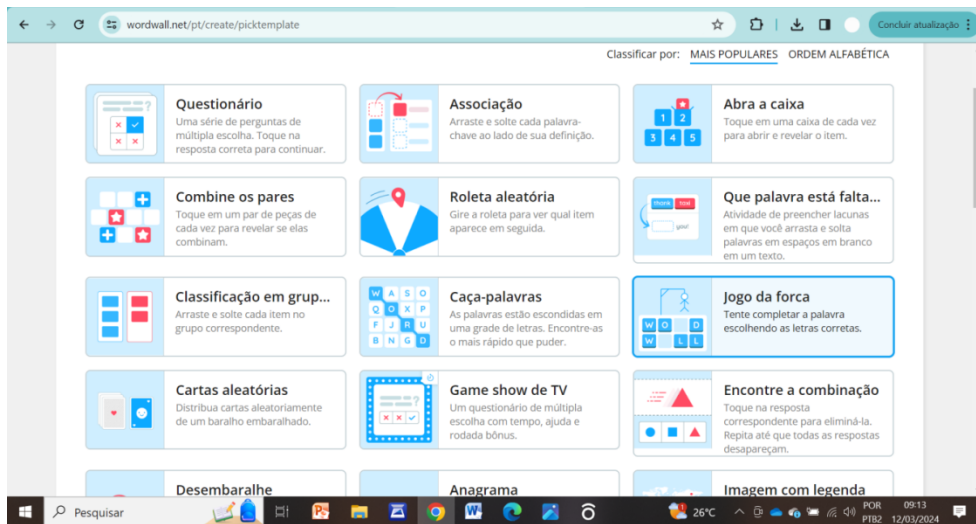 wordwall.net/pt/create/picktemplate
Concluir atualização
Classificar por: MAIS POPULARES ORDEM ALFABÉTICA
Questionário
Uma série de perguntas de
múltipla escolha. Toque na
resposta correta para continuar.
Associação
Arraste e solte cada palavra-
chave ao lado de sua definição.
1 2
3 4 5
Abra a caixa
Toque em uma caixa de cada vez
para abrir e revelar o item.
Combine os pares
Toque em um par de peças de
cada vez para revelar se elas
combinam.
Roleta aleatória
Gire a roleta para ver qual item
aparece em seguida.
thank
you!
Que palavra está falta...
Atividade de preencher lacunas
em que você arrasta e solta
palavras em espaços em branco
em um texto.
Classificação em grup...
Arraste e solte cada item no
grupo correspondente.
W A S O
Q O X P
F J R U
B N G D
Caça-palavras
As palavras estão escondidas em
uma grade de letras. Encontre-as
o mais rápido que puder.
W O D
W L L
Jogo da forca
Tente completar a palavra
escolhendo as letras corretas.
Cartas aleatórias
Distribua cartas aleatoriamente
de um baralho embaralhado.
Game show de TV
Um questionário de múltipla
escolha com tempo, ajuda e
rodada bônus.
Encontre a combinação
Toque na resposta
correspondente para eliminá-la.
Repita até que todas as respostas
desapareçam.
Desembaralhe
Anagrama
Imagem com legenda
Pesquisar
26°C
POR
PTB2
09:13
12/03/2024